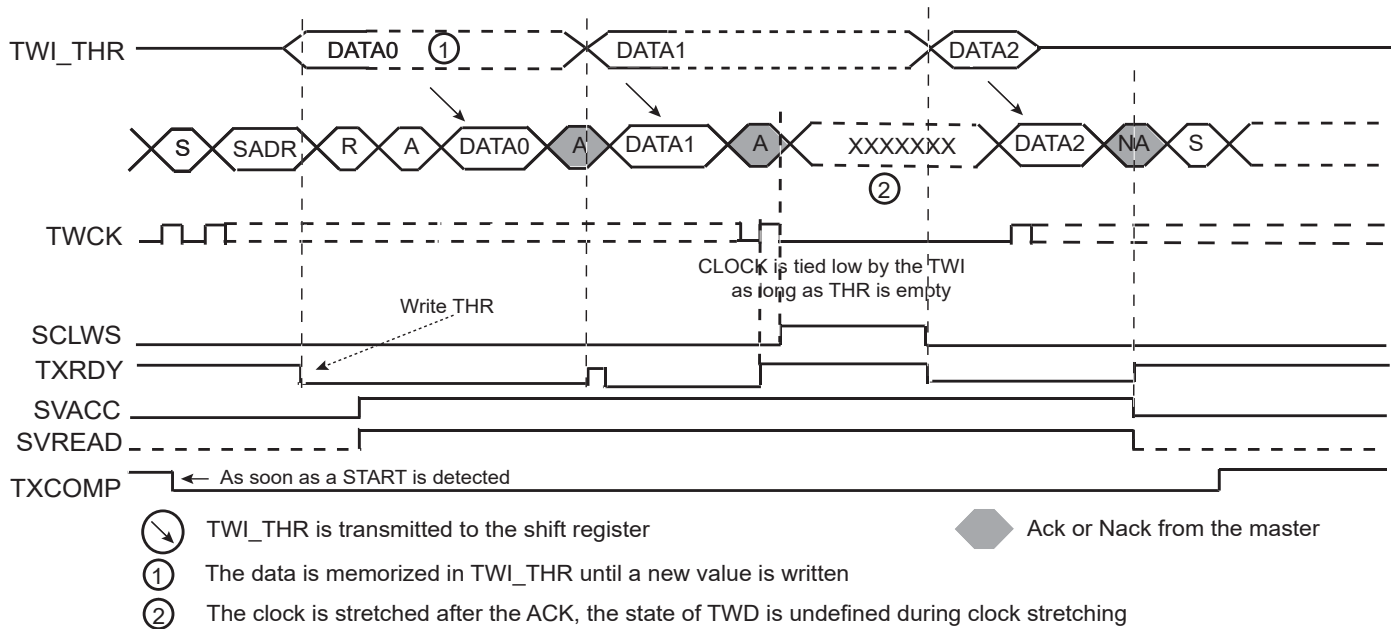 TWI_THR DATA0 1 DATA1 DATA2
S SADR R A DATA0 A DATA1 A XXXXXXX DATA2 NA S
2
TWCK
CLOCK is tied low by the TWI
as long as THR is empty
Write THR
SCLWS
TXRDY
SVACC
SVREAD
TXCOMP As soon as a START is detected
TWI_THR is transmitted to the shift register
Ack or Nack from the master
1 The data is memorized in TWI_THR until a new value is written
2 The clock is stretched after the ACK, the state of TWD is undefined during clock stretching